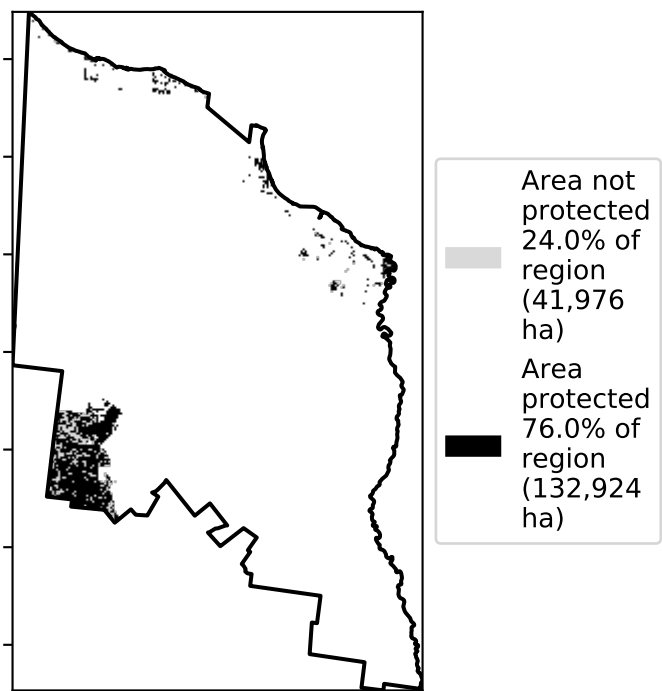 Area not
protected
24.0% of
region
(41,976
ha)
Area
protected
76.0% of
region
(132,924
ha)